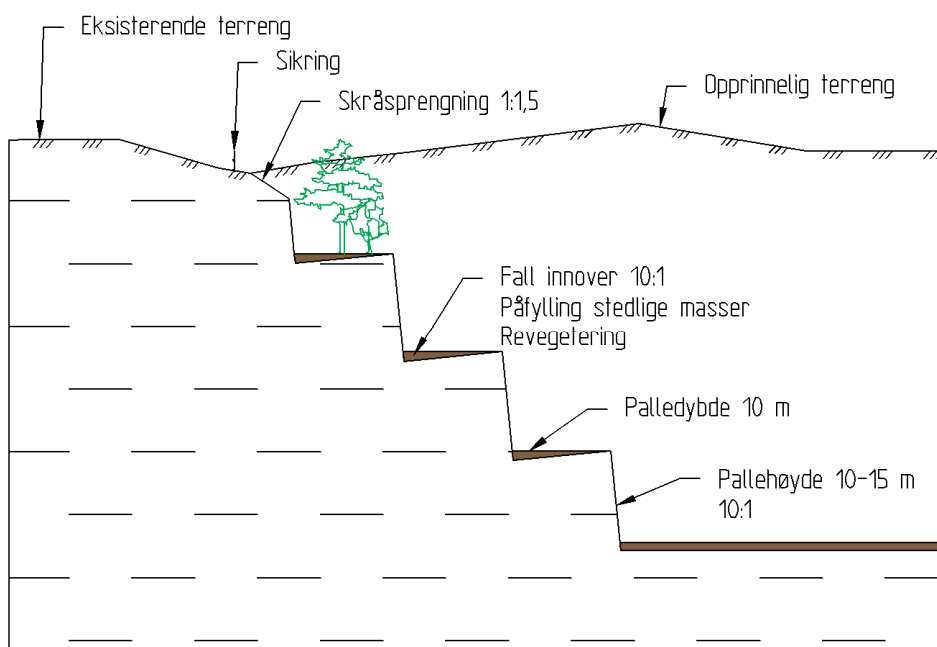 Eksisterende terreng
Sikring
Skråsprengning 1:1,5
Opprinnelig terreng
Fall innover 10:1
Påfylling stedlige masser
Revegetering
Palledybde 10 m
Pallehøyde 10-15 m
10:1